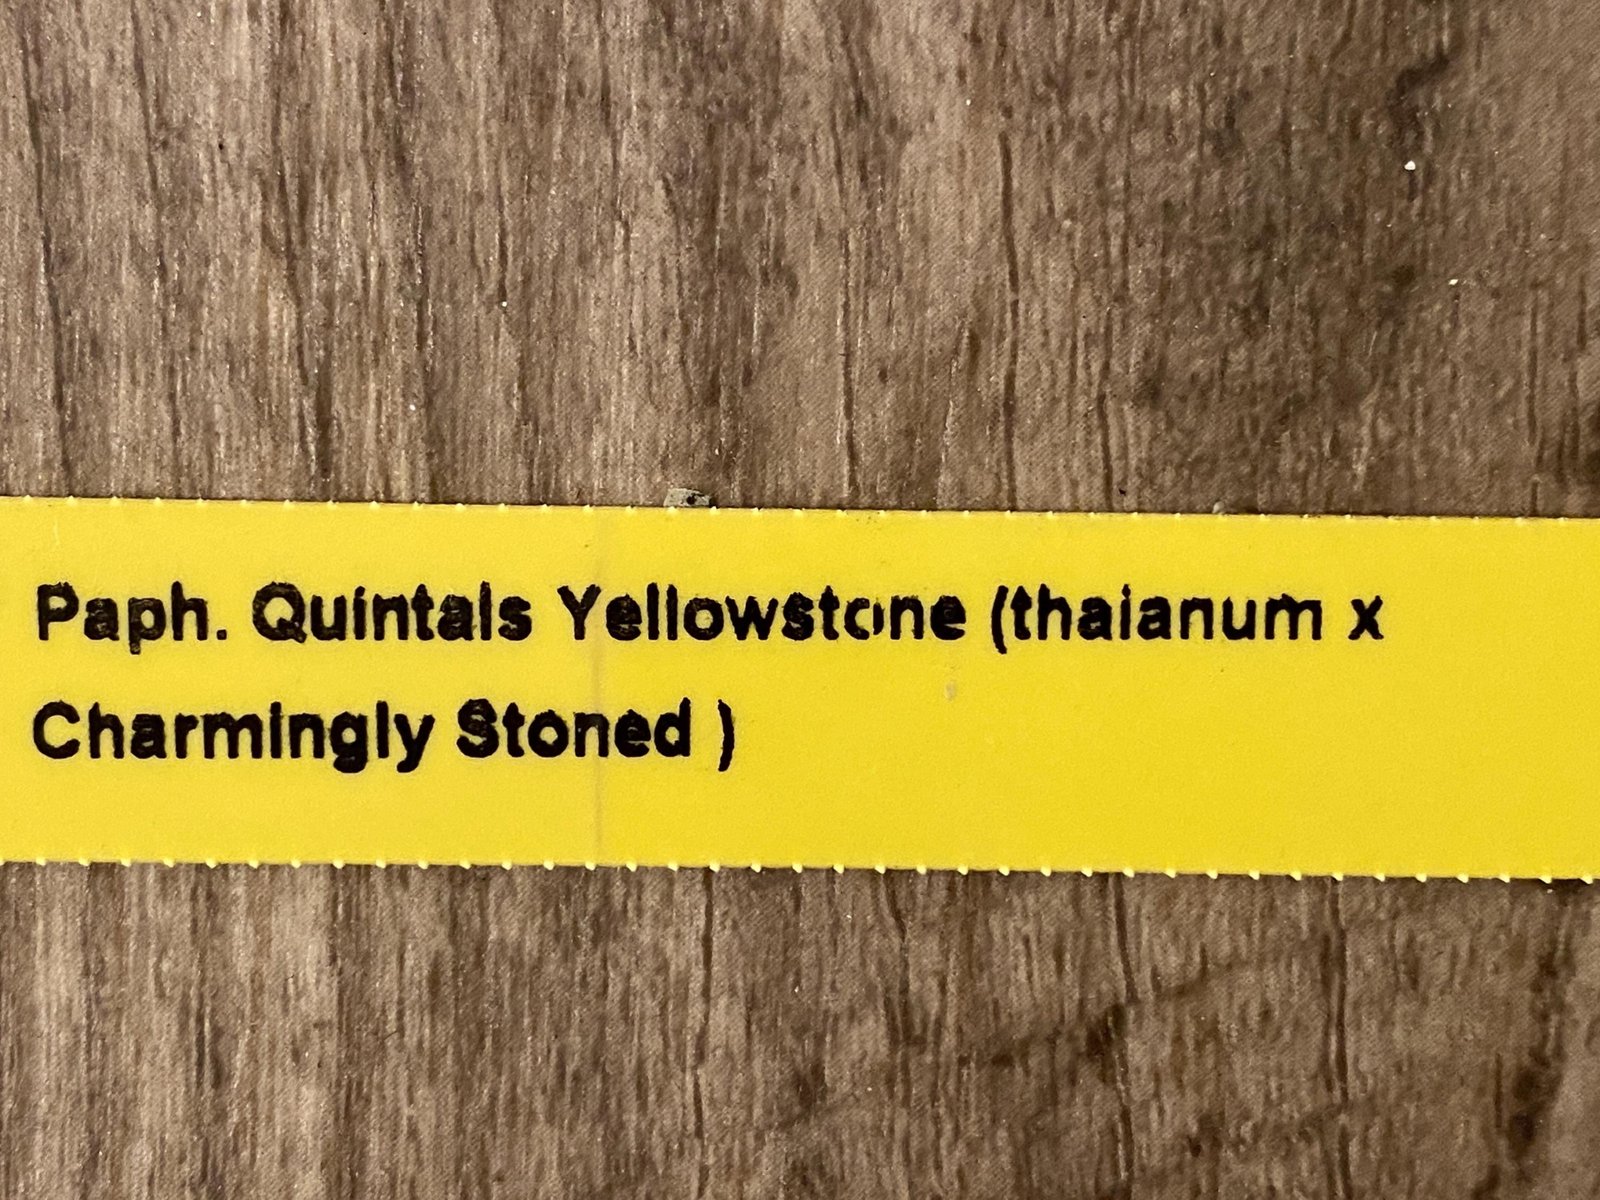 Paph. Quintals Yellowstone (thaianum x
Charmingly Stoned )